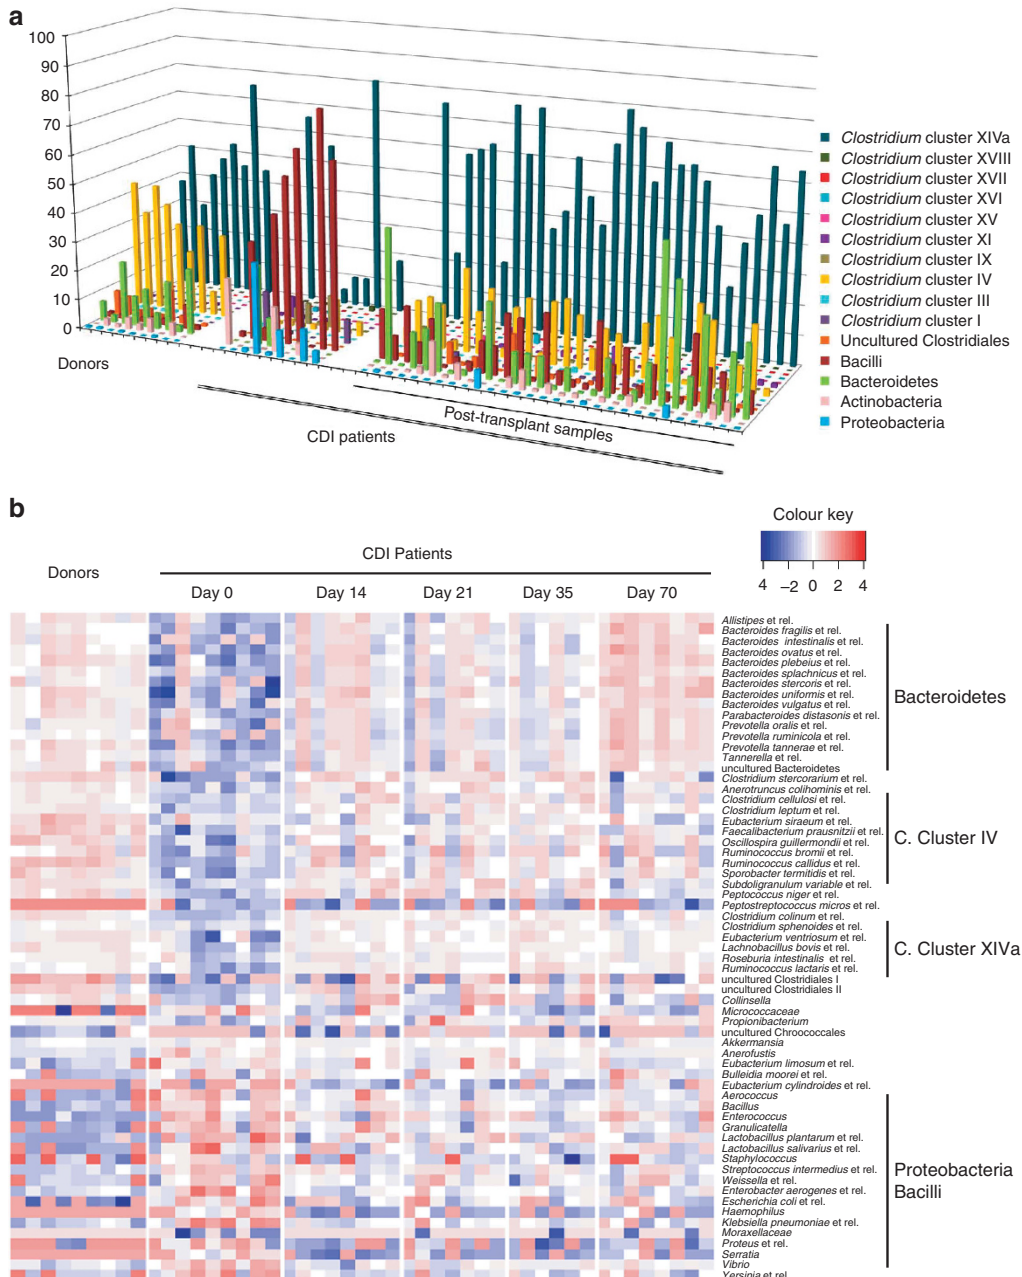 a
100
90
80
70
60
50
40
30
20
10
0
Donors
CDI patients
Post-transplant samples
Clostridium cluster XIVa
Clostridium cluster XVIII
Clostridium cluster XVII
Clostridium cluster XVI
Clostridium cluster XV
Clostridium cluster XI
Clostridium cluster IX
Clostridium cluster IV
Clostridium cluster III
Clostridium cluster I
Uncultured Clostridiales
Bacilli
Bacteroidetes
Actinobacteria
Proteobacteria
b
Colour key
4 –2 0 2 4
Donors
CDI Patients
Day 0 Day 14 Day 21 Day 35 Day 70
Allistipes et rel.
Bacteroides fragilis et rel.
Bacteroides intestinalis et rel.
Bacteroides ovatus et rel.
Bacteroides plebeius et rel.
Bacteroides splachnicus et rel.
Bacteroides stercoris et rel.
Bacteroides uniformis et rel.
Bacteroides vulgatus et rel.
Parabacteroides distasonis et rel.
Prevotella oralis et rel.
Prevotella ruminicola et rel.
Prevotella tannerae et rel.
Tannerella et rel.
uncultured Bacteroidetes
Clostridium stercorarium et rel.
Anerotruncus colihominis et rel.
Clostridium cellulosi et rel.
Clostridium leptum et rel.
Eubacterium siraeum et rel.
Faecalibacterium prausnitzii et rel.
Oscillospira guillermondii et rel.
Ruminococcus bromii et rel.
Ruminococcus callidus et rel.
Sporobacter termitidis et rel.
Subdoligranulum variable et rel.
Peptococcus niger et rel.
Peptostreptococcus micros et rel.
Clostridium colinum et rel.
Clostridium sphenoides et rel.
Eubacterium ventriosum et rel.
Lachnobacillus bovis et rel.
Roseburia intestinalis et rel.
Ruminococcus lactaris et rel.
uncultured Clostridiales I
uncultured Clostridiales II
Collinsella
Micrococcaceae
Propionibacterium
uncultured Chroococcales
Akkermansia
Anerofustis
Eubacterium limosum et rel.
Bulleidia moorei et rel.
Eubacterium cylindroides et rel.
Aerococcus
Bacillus
Enterococcus
Granulicatella
Lactobacillus plantarum et rel.
Lactobacillus salivarius et rel.
Staphylococcus
Streptococcus intermedius et rel.
Weissella et rel.
Enterobacter aerogenes et rel.
Escherichia coli et rel.
Haemophilus
Klebsiella pneumoniae et rel.
Moraxellaceae
Proteus et rel.
Serratia
Vibrio
Yersinia et rel.
Bacteroidetes
C. Cluster IV
C. Cluster XIVa
Proteobacteria
Bacilli